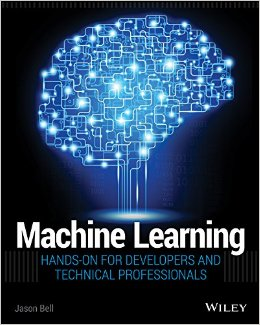 Machine Learning
HANDS-ON FOR DEVELOPERS AND
TECHNICAL PROFESSIONALS
Jason Bell
WILEY